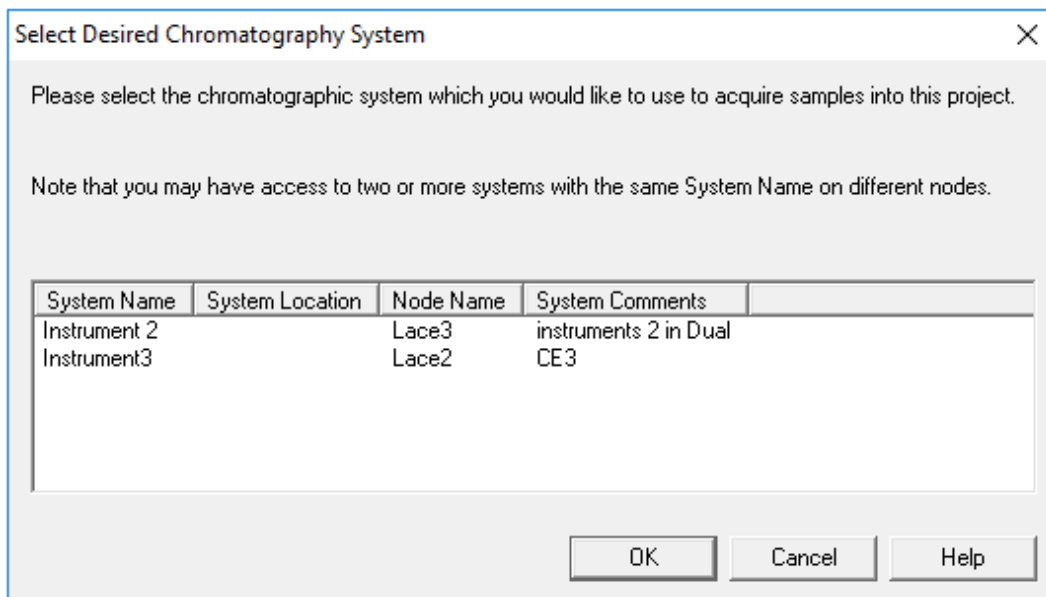 Select Desired Chromatography System
Please select the chromatographic system which you would like to use to acquire samples into this project.
Note that you may have access to two or more systems with the same System Name on different nodes.
System Name System Location Node Name System Comments
Instrument 2 Lace3 instruments 2 in Dual
Instrument3 Lace2 CE3
OK Cancel Help